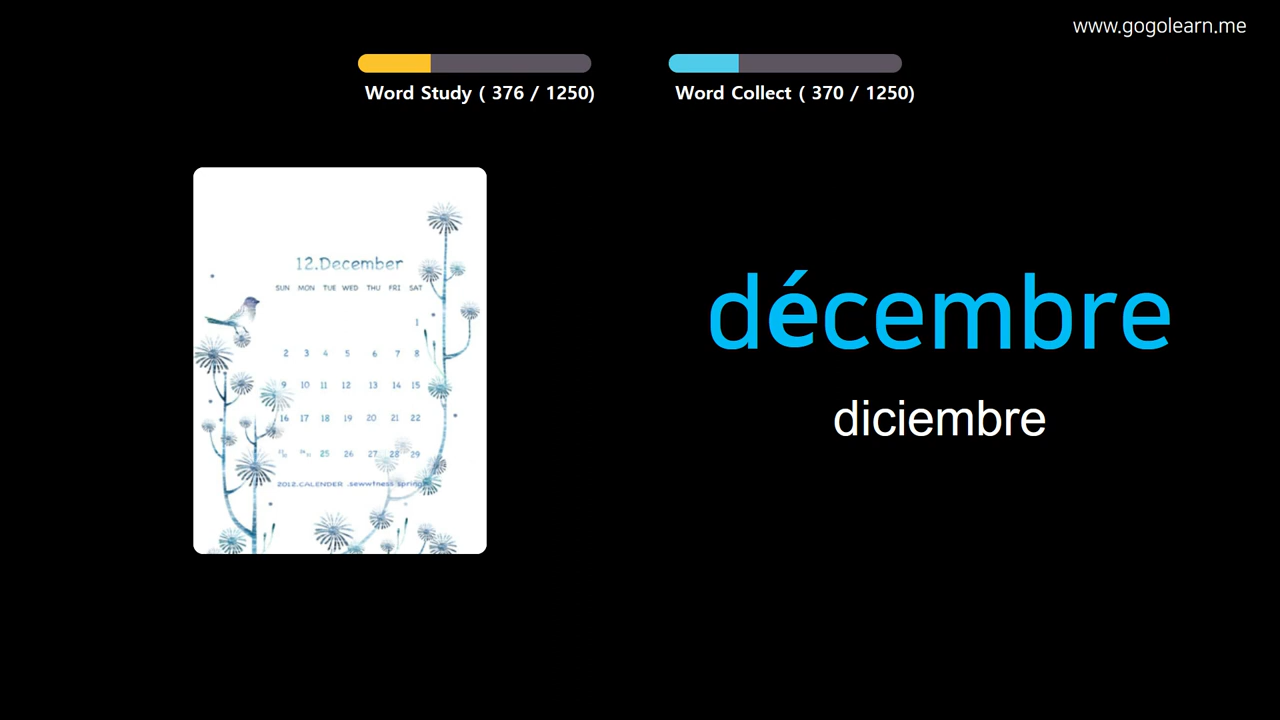 www.gogolearn.me
Word Study ( 376 / 1250)
Word Collect ( 370 / 1250)
12.December
SUN MON TUE WED THU FRI SAT
1
2 3 4 5 6 7 8
9 10 11 12 13 14 15
16 17 18 19 20 21 22
25 26 27 28 29
2012.CALENDER .sewwtness.spring
décembre
diciembre